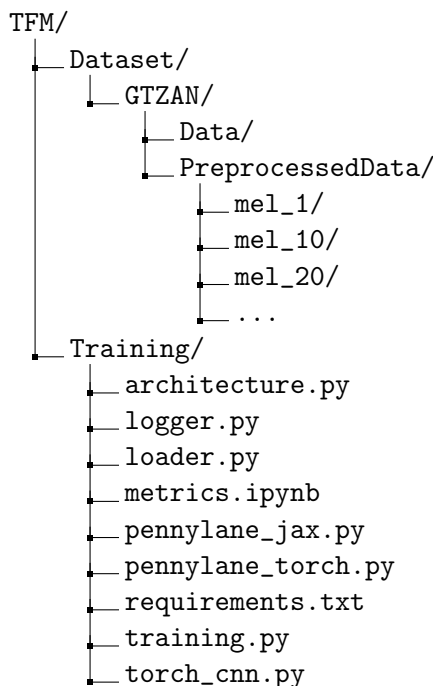 TFM/
Dataset/
GTZAN/
Data/
PreprocessedData/
mel_1/
mel_10/
mel_20/
...
Training/
architecture.py
logger.py
loader.py
metrics.ipynb
pennylane_jax.py
pennylane_torch.py
requirements.txt
training.py
torch_cnn.py